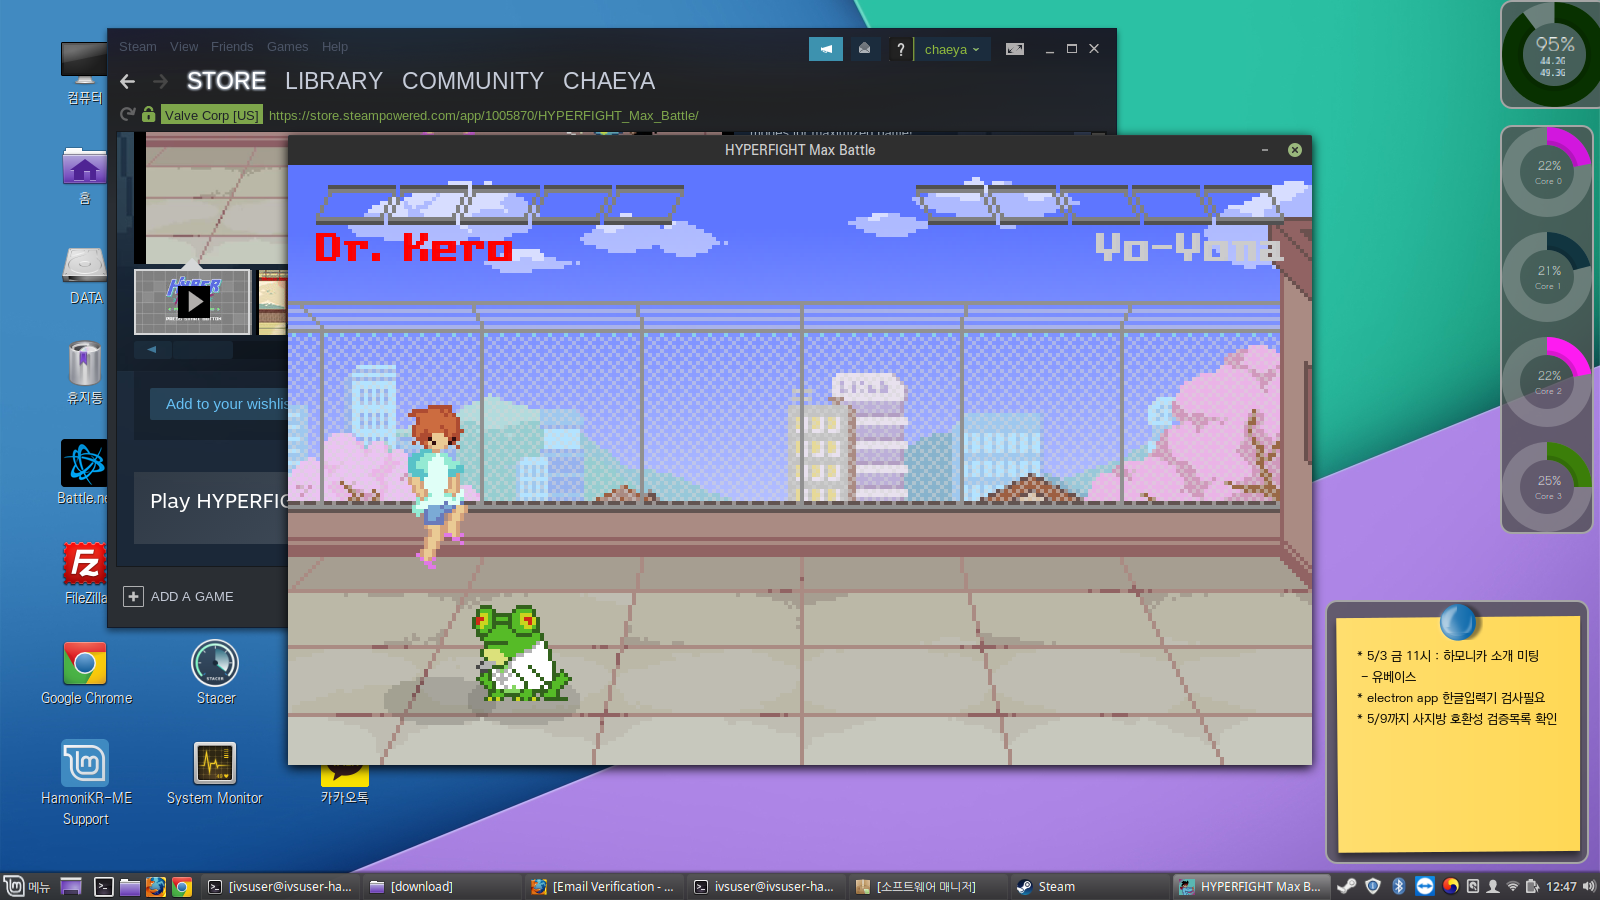 Steam View Friends Games Help
? chaeya
STORE LIBRARY COMMUNITY CHAEYA
Valve Corp [US] https://store.steampowered.com/app/1005870/HYPERFIGHT_Max_Battle/
HYPERFIGHT Max Battle
Dr. Kero
Yo-Yona
HYPER
Add to your wishlis
Play HYPERFIG
ADD A GAME
컴퓨터
홈
DATA
휴지통
Battle.ne
FileZilla
Google Chrome
Stacer
STACER
HamoniKR-ME
Support
System Monitor
카카오톡
95%
44.2G
49.3G
22%
Core 0
21%
Core 1
22%
Core 2
25%
Core 3
* 5/3 금 11시 : 하모니카 소개 미팅
- 유베이스
* electron app 한글입력기 검사필요
* 5/9까지 사지방 호환성 검증목록 확인
메뉴
[ivsuser@ivsuser-ha...
[download]
[Email Verification - ...
ivsuser@ivsuser-ha...
[소프트웨어 매니저]
Steam
HYPERFIGHT Max B...
12:47